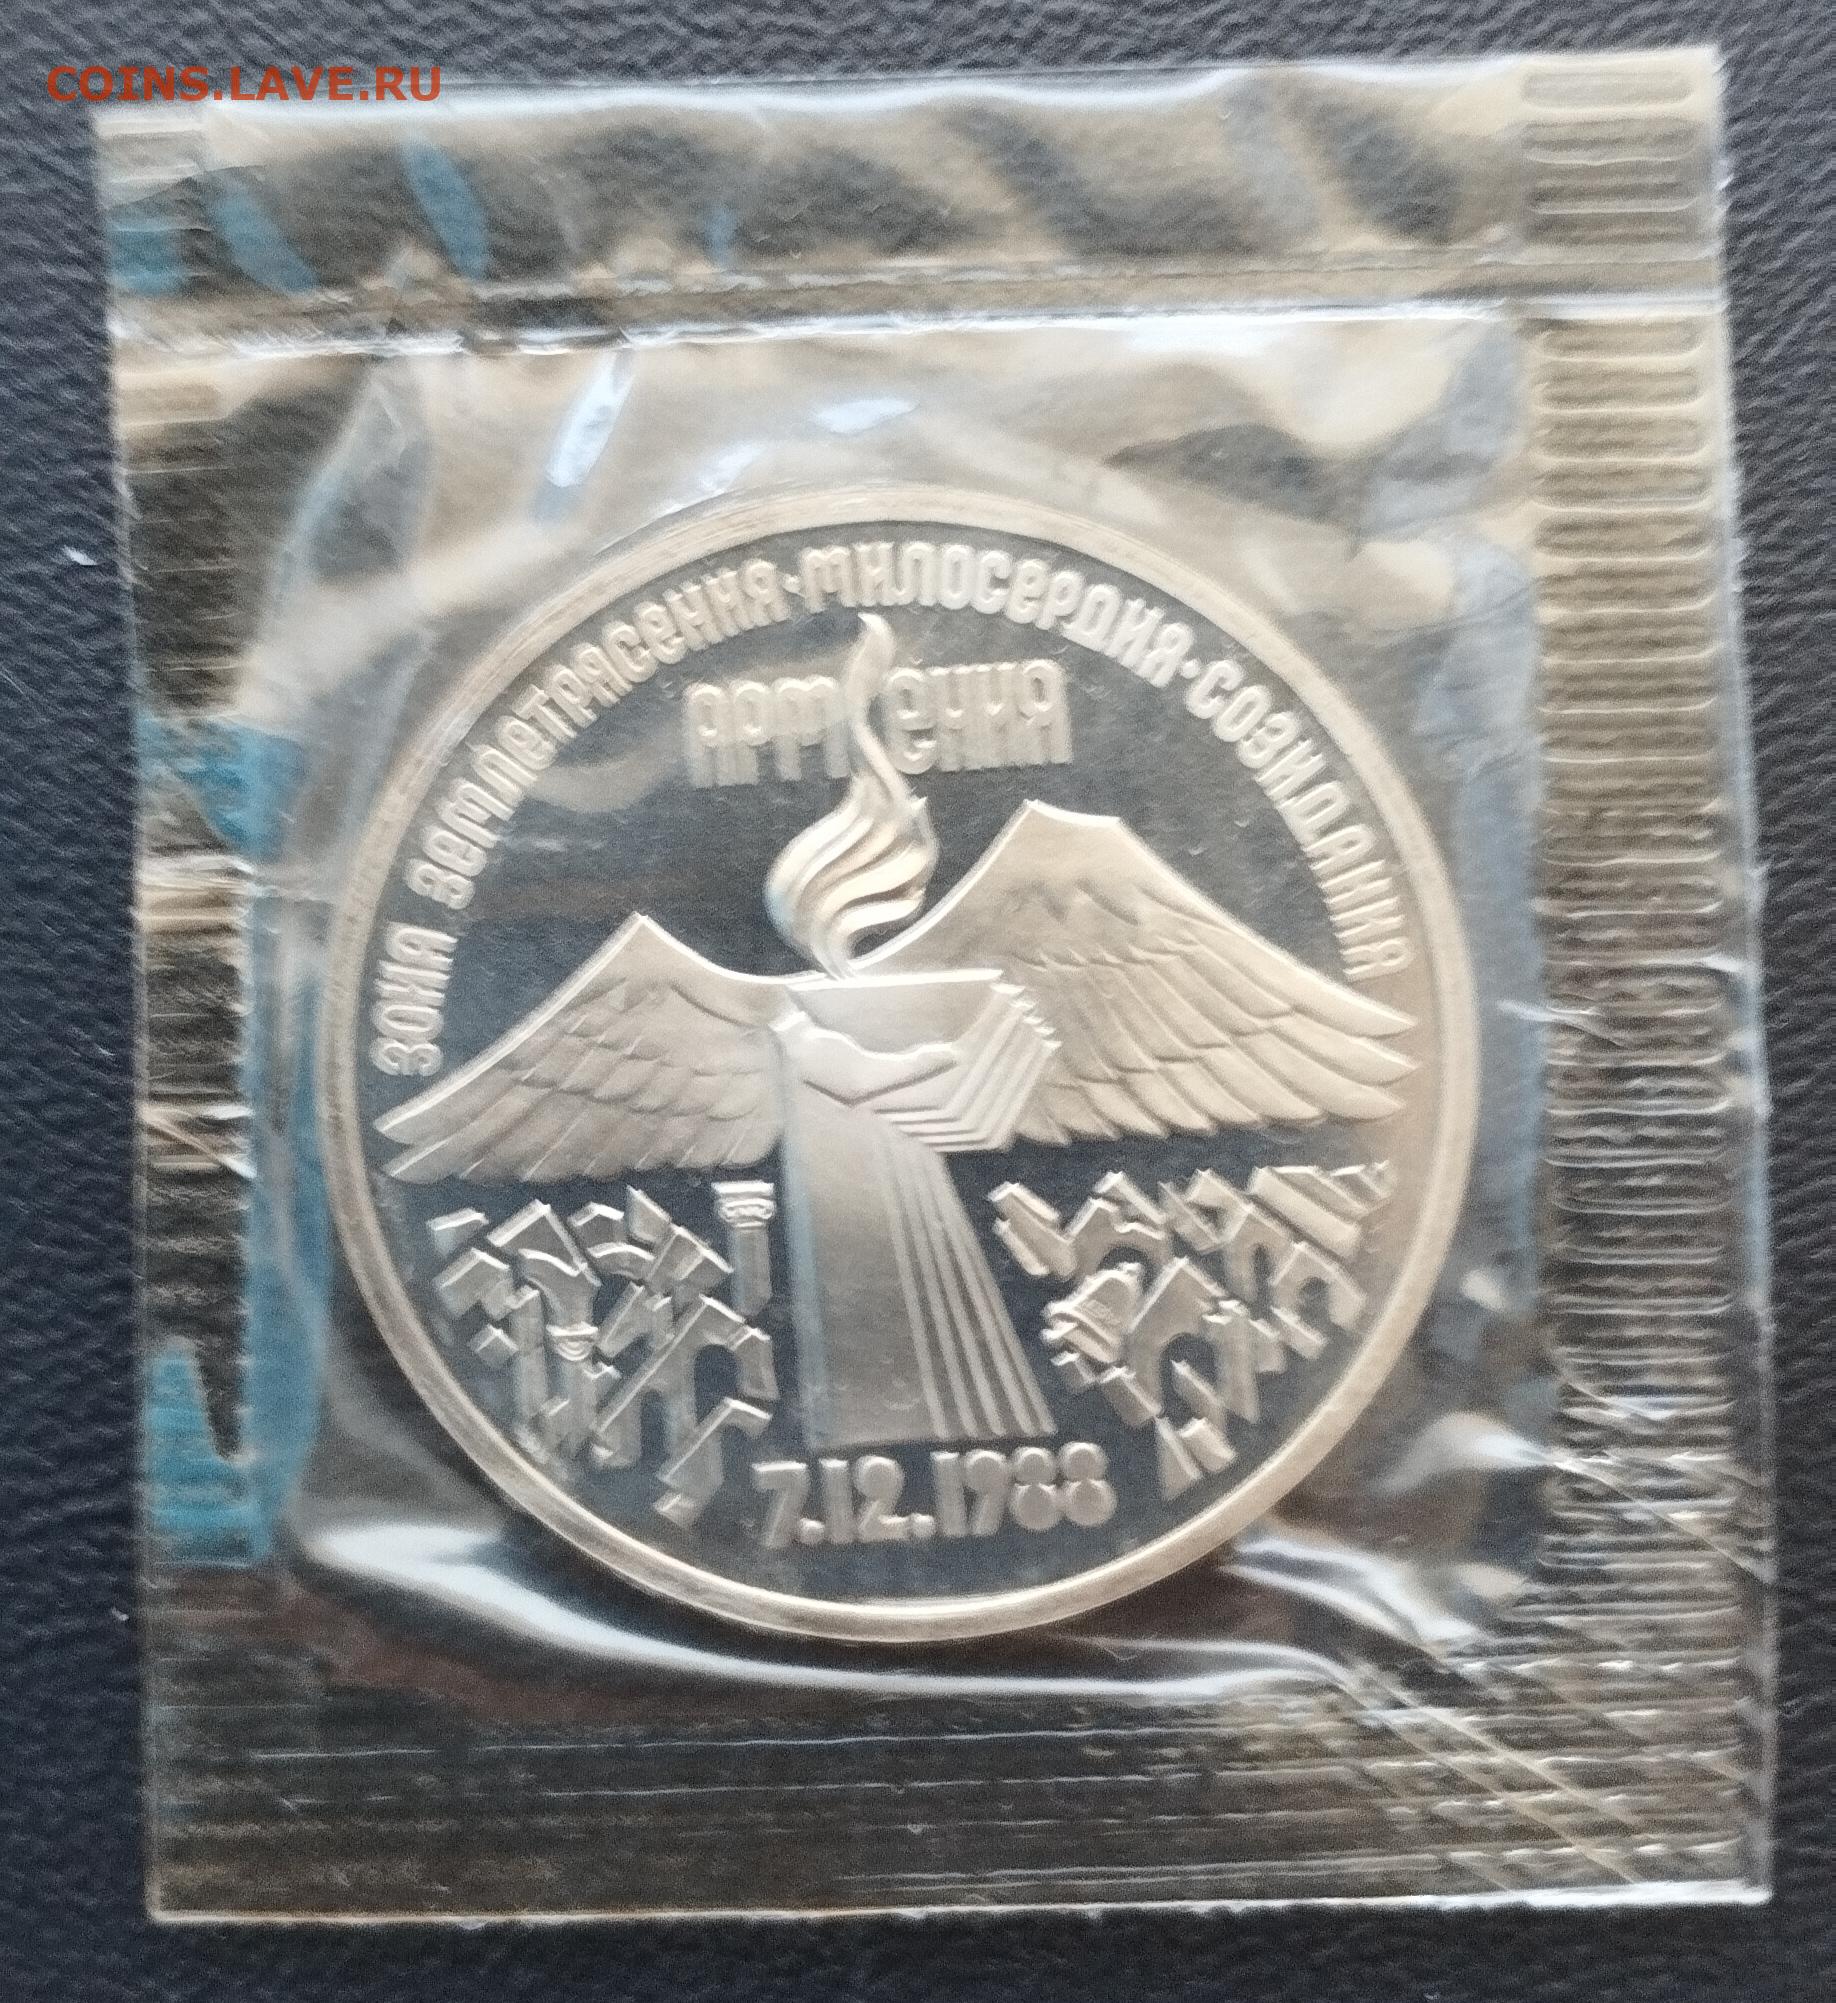 COINS.LAVE.RU
ЗОНА ЗЕМЛЕТРЯСЕНИЯ·МИЛОСЕРДИЯ·СОЗИДАНИЯ
АРМЕНИЯ
7.12.1988